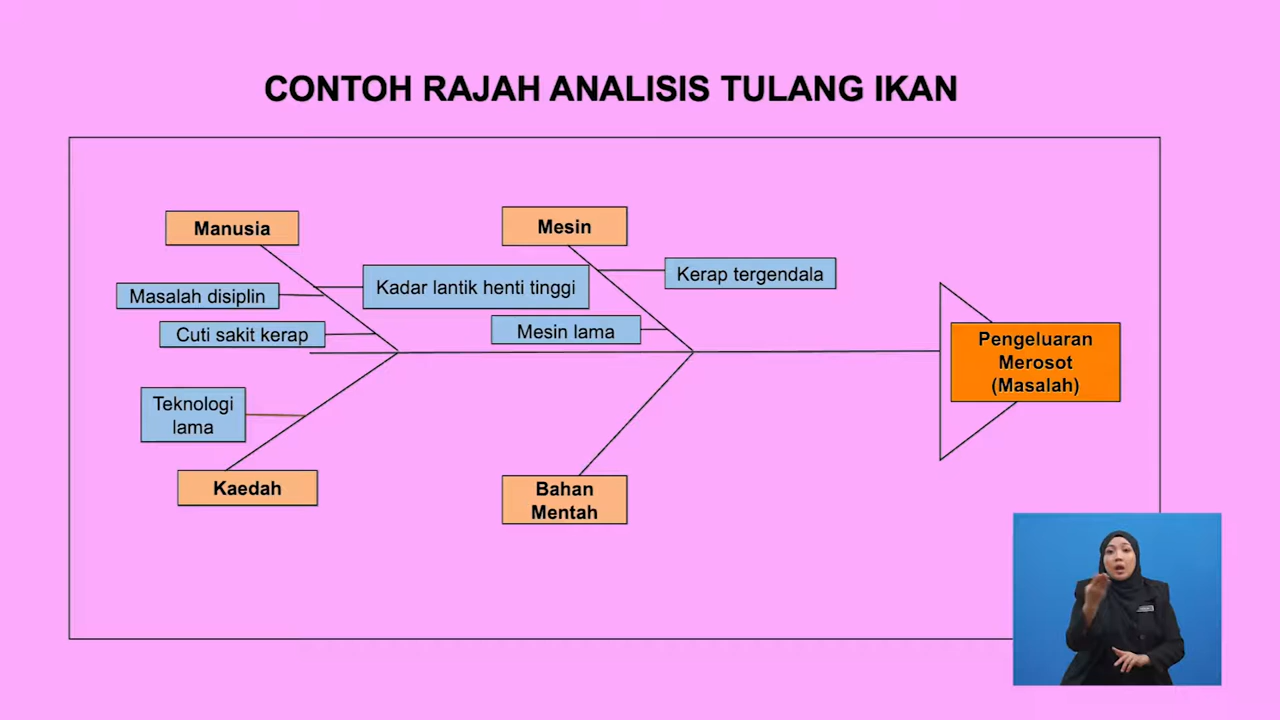 CONTOH RAJAH ANALISIS TULANG IKAN
Manusia
Mesin
Kerap tergendala
Kadar lantik henti tinggi
Masalah disiplin
Cuti sakit kerap
Mesin lama
Pengeluaran
Merosot
(Masalah)
Teknologi
lama
Kaedah
Bahan
Mentah